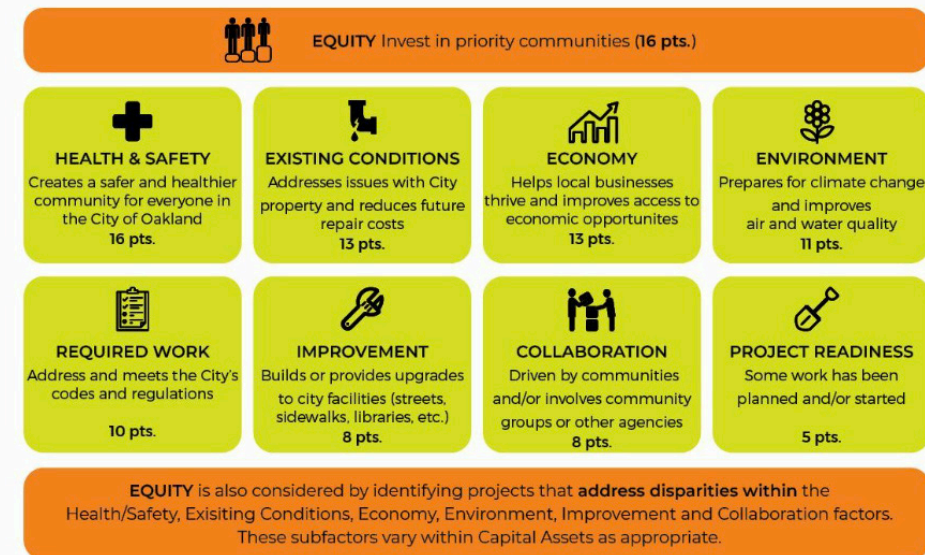 EQUITY Invest in priority communities (16 pts.)
HEALTH & SAFETY
Creates a safer and healthier
community for everyone in
the City of Oakland
16 pts.
EXISTING CONDITIONS
Addresses issues with City
property and reduces future
repair costs
13 pts.
ECONOMY
Helps local businesses
thrive and improves access to
economic opportunites
13 pts.
ENVIRONMENT
Prepares for climate change
and improves
air and water quality
11 pts.
REQUIRED WORK
Address and meets the City's
codes and regulations
10 pts.
IMPROVEMENT
Builds or provides upgrades
to city facilities (streets,
sidewalks, libraries, etc.)
8 pts.
COLLABORATION
Driven by communities
and/or involves community
groups or other agencies
8 pts.
PROJECT READINESS
Some work has been
planned and/or started
5 pts.
EQUITY is also considered by identifying projects that address disparities within the
Health/Safety, Exisiting Conditions, Economy, Environment, Improvement and Collaboration factors.
These subfactors vary within Capital Assets as appropriate.